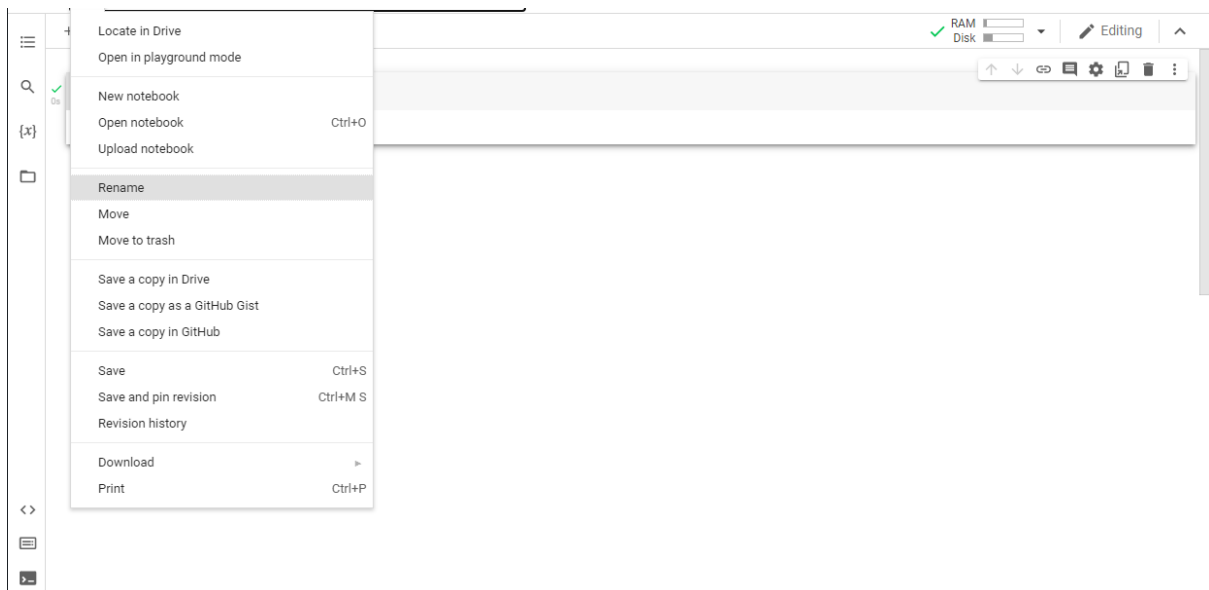 Locate in Drive
Open in playground mode
New notebook
Open notebook Ctrl+O
Upload notebook
Rename
Move
Move to trash
Save a copy in Drive
Save a copy as a GitHub Gist
Save a copy in GitHub
Save Ctrl+S
Save and pin revision Ctrl+M S
Revision history
Download
Print Ctrl+P
+
0s
{x}
<>
RAM
Disk
Editing